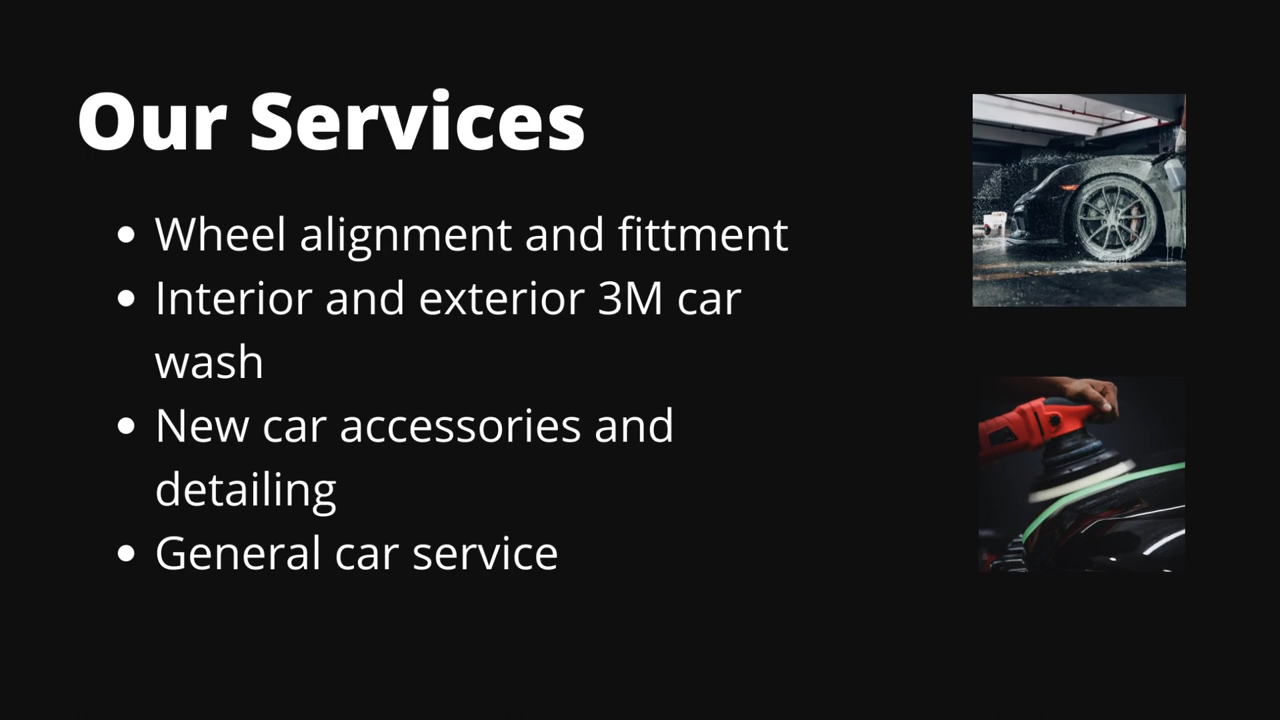 Our Services
• Wheel alignment and fittment
• Interior and exterior 3M car
wash
• New car accessories and
detailing
• General car service